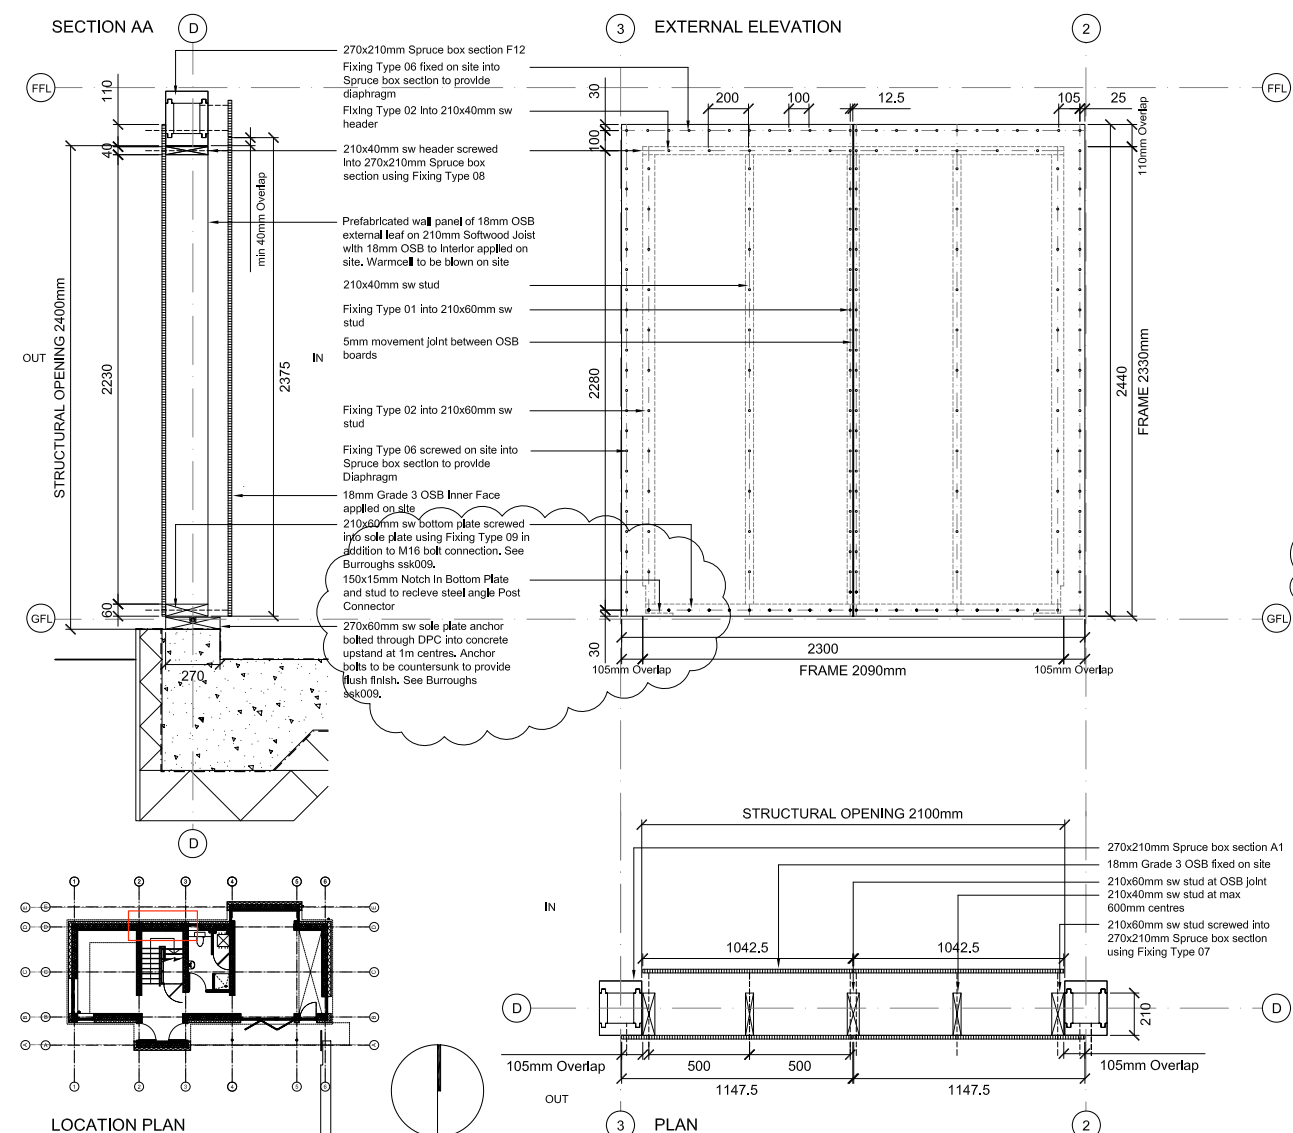 SECTION AA
D
3
EXTERNAL ELEVATION
2
270x210mm Spruce box section F12
Fixing Type 06 fixed on site into
Spruce box section to provide
diaphragm
Fixing Type 02 Into 210x40mm sw
header
210x40mm sw header screwed
Into 270x210mm Spruce box
section using Fixing Type 08
Prefabricated wall panel of 18mm OSB
external leaf on 210mm Softwood Joist
with 18mm OSB to Interior applied on
site. Warmcell to be blown on site
210x40mm sw stud
Fixing Type 01 into 210x60mm sw
stud
5mm movement joint between OSB
boards
Fixing Type 02 into 210x60mm sw
stud
Fixing Type 06 screwed on site into
Spruce box section to provide
Diaphragm
18mm Grade 3 OSB Inner Face
applied on site
210x60mm sw bottom plate screwed
into sole plate using Fixing Type 09 in
addition to M16 bolt connection. See
Burroughs ssk009.
150x15mm Notch In Bottom Plate
and stud to recieve steel angle Post
Connector
270x60mm sw sole plate anchor
bolted through DPC into concrete
upstand at 1m centres. Anchor
bolts to be countersunk to provide
flush finish. See Burroughs
ssk009.
FFL
110
40
STRUCTURAL OPENING 2400mm
2230
min 40mm Overlap
2375
OUT
IN
60
GFL
270
D
FFL
30
100
2280
30
200
100
12.5
105
25
110mm Overlap
2440
FRAME 2330mm
GFL
2300
105mm Overlap
FRAME 2090mm
105mm Overlap
STRUCTURAL OPENING 2100mm
270x210mm Spruce box section A1
18mm Grade 3 OSB fixed on site
210x60mm sw stud at OSB joint
210x40mm sw stud at max
600mm centres
210x60mm sw stud screwed into
270x210mm Spruce box section
using Fixing Type 07
IN
1042.5
1042.5
D
210
D
105mm Overlap
500
500
105mm Overlap
1147.5
1147.5
OUT
3
PLAN
2
1
2
3
4
5
6
1
2
3
4
5
LOCATION PLAN